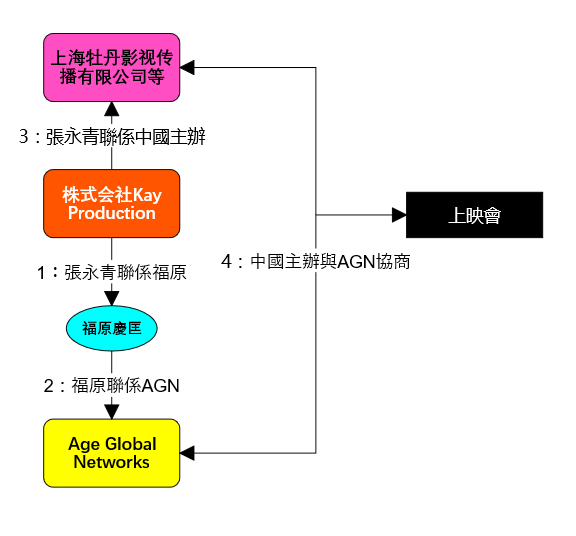 上海牡丹影视传
播有限公司等
3：張永青聯係中國主辦
株式会社Kay
Production
上映會
4：中國主辦與AGN協商
1：張永青聯係福原
福原慶匡
2：福原聯係AGN
Age Global
Networks